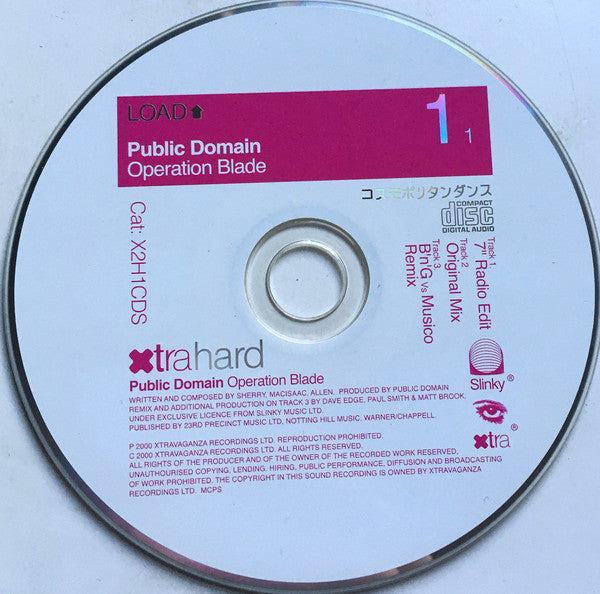 LOAD
1 1
Public Domain
Operation Blade
コスモポリタンダンス
COMPACT
disc
DIGITAL AUDIO
Cat: X2H1CDS
Track 1.
7" Radio Edit
Track 2
Original Mix
Track 3.
B'n'G vs Musico
Remix
Slinky®
xtra®
xtrahard
Public Domain Operation Blade
WRITTEN AND COMPOSED BY SHERRY, MACISAAC, ALLEN. PRODUCED BY PUBLIC DOMAIN
REMIX AND ADDITIONAL PRODUCTION ON TRACK 3 BY DAVE EDGE, PAUL SMITH & MATT BROOK,
UNDER EXCLUSIVE LICENCE FROM SLINKY MUSIC LTD.
PUBLISHED BY 23RD PRECINCT MUSIC LTD, NOTTING HILL MUSIC, WARNER/CHAPPELL.
P 2000 XTRAVAGANZA RECORDINGS LTD. REPRODUCTION PROHIBITED.
C 2000 XTRAVAGANZA RECORDINGS LTD. ALL RIGHTS RESERVED.
ALL RIGHTS OF THE PRODUCER AND OF THE OWNER OF THE RECORDED WORK RESERVED,
UNAUTHOURISED COPYING, LENDING. HIRING, PUBLIC PERFORMANCE, DIFFUSION AND BROADCASTING
OF WORK PROHIBITED. THE COPYRIGHT IN THIS SOUND RECORDING IS OWNED BY XTRAVAGANZA
RECORDINGS LTD. MCPS